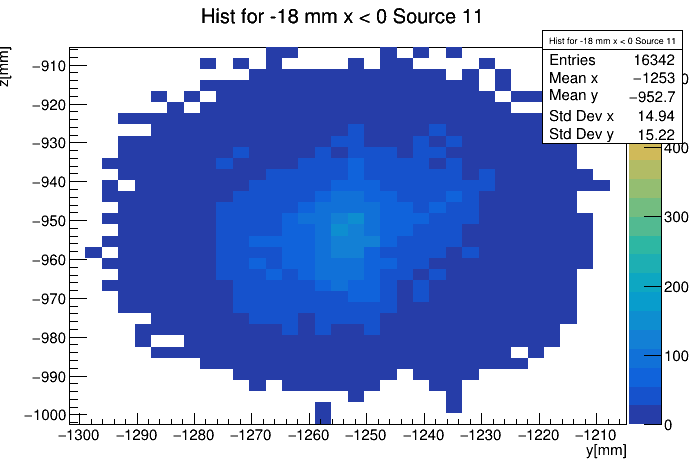 Hist for -18 mm x < 0 Source 11
Hist for -18 mm x < 0 Source 11
Entries 16342
Mean x −1253
Mean y −952.7
Std Dev x 14.94
Std Dev y 15.22
z[mm]
−910
−920
−930
−940
−950
−960
−970
−980
−990
−1000
−1300 −1290 −1280 −1270 −1260 −1250 −1240 −1230 −1220 −1210
y[mm]
400
300
200
100
0